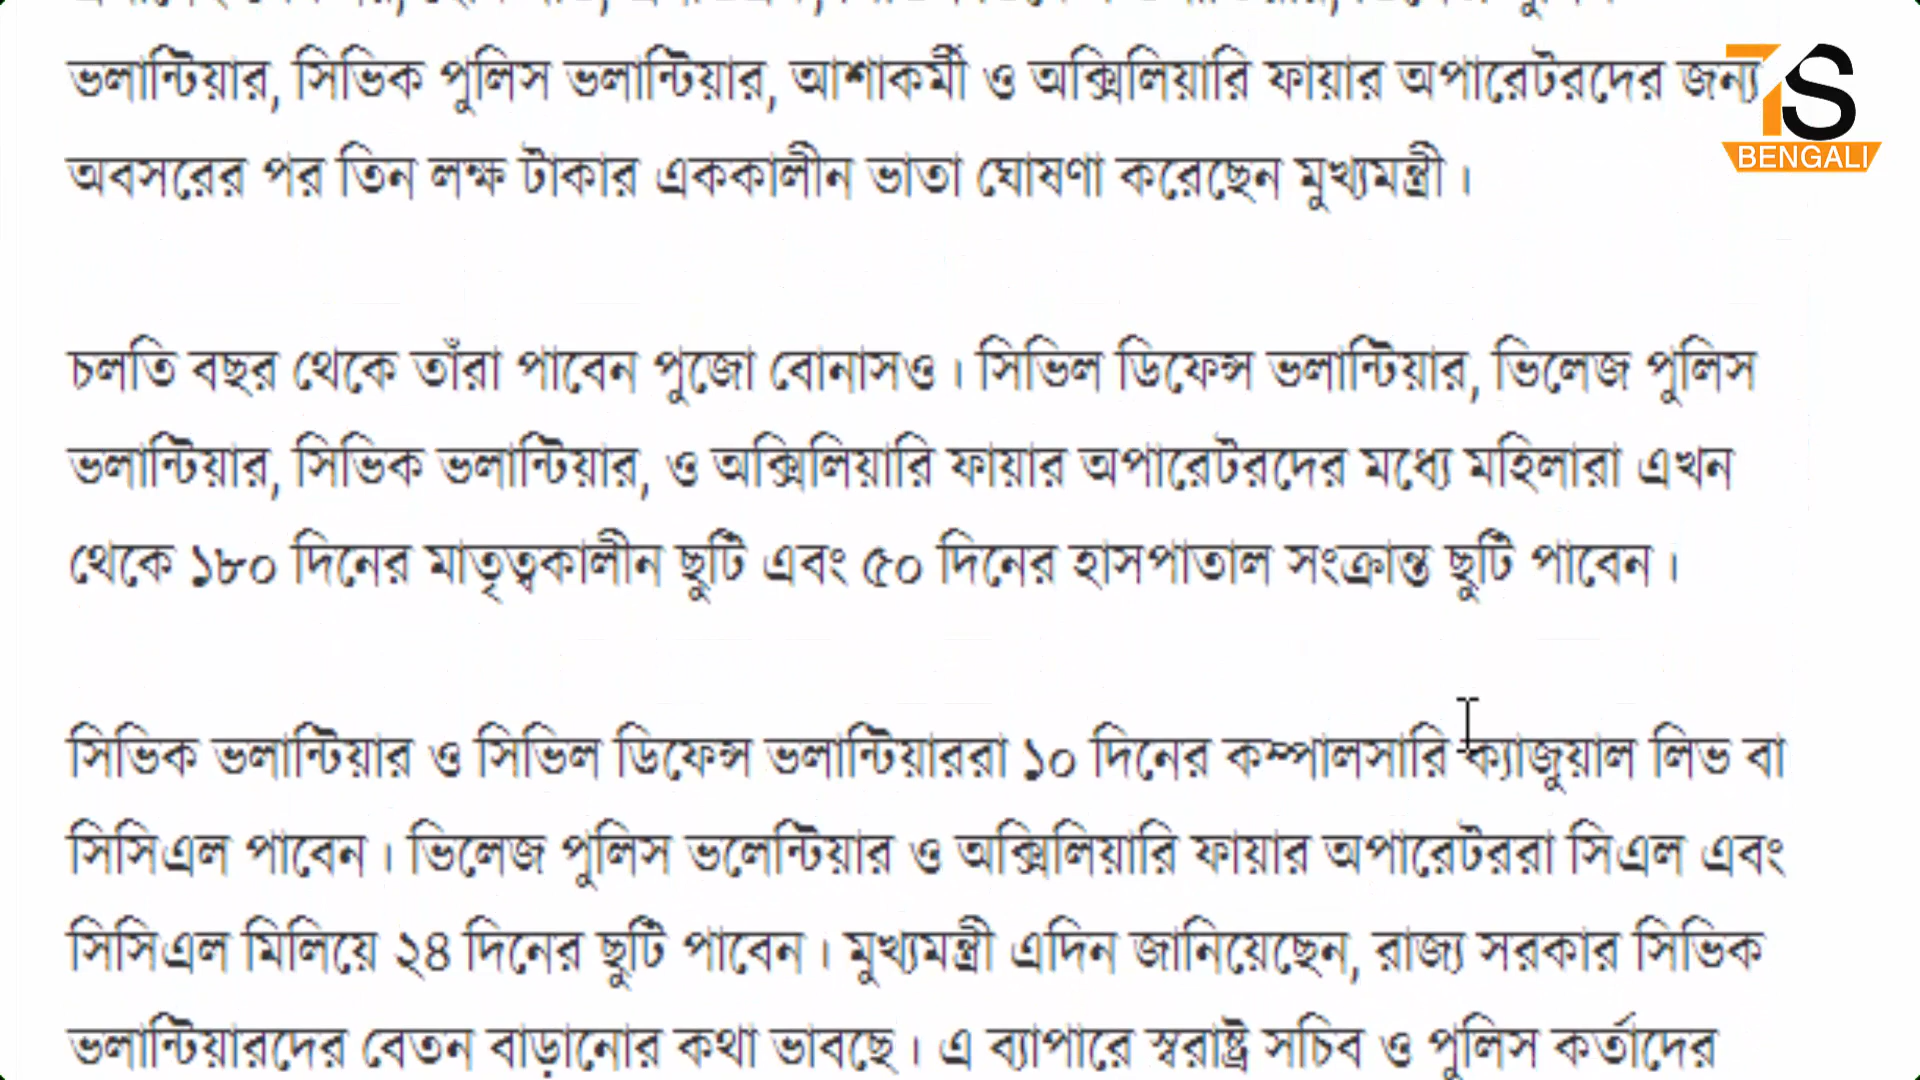 ভলান্টিয়ার, সিভিক পুলিস ভলান্টিয়ার, আশাকর্মী ও অক্সিলিয়ারি ফায়ার অপারেটরদের জন্য
অবসরের পর তিন লক্ষ টাকার এককালীন ভাতা ঘোষণা করেছেন মুখ্যমন্ত্রী।
7S
BENGALI
চলতি বছর থেকে তাঁরা পাবেন পুজো বোনাসও। সিভিল ডিফেন্স ভলান্টিয়ার, ভিলেজ পুলিস
ভলান্টিয়ার, সিভিক ভলান্টিয়ার, ও অক্সিলিয়ারি ফায়ার অপারেটরদের মধ্যে মহিলারা এখন
থেকে ১৮০ দিনের মাতৃত্বকালীন ছুটি এবং ৫০ দিনের হাসপাতাল সংক্রান্ত ছুটি পাবেন।
সিভিক ভলান্টিয়ার ও সিভিল ডিফেন্স ভলান্টিয়াররা ১০ দিনের কম্পালসারি ক্যাজুয়াল লিভ বা
সিসিএল পাবেন। ভিলেজ পুলিস ভলেন্টিয়ার ও অক্সিলিয়ারি ফায়ার অপারেটররা সিএল এবং
সিসিএল মিলিয়ে ২৪ দিনের ছুটি পাবেন। মুখ্যমন্ত্রী এদিন জানিয়েছেন, রাজ্য সরকার সিভিক
ভলান্টিয়ারদের বেতন বাড়ানোর কথা ভাবছে। এ ব্যাপারে স্বরাষ্ট্র সচিব ও পুলিস কর্তাদের